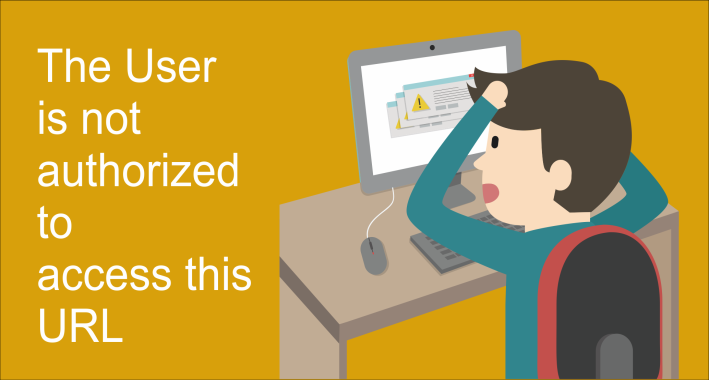 The User
is not
authorized
to
access this
URL